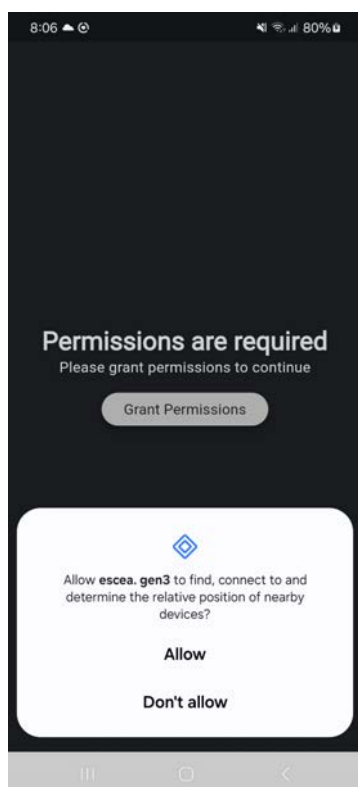 8:06
80%
Permissions are required
Please grant permissions to continue
Grant Permissions
Allow escea. gen3 to find, connect to and
determine the relative position of nearby
devices?
Allow
Don't allow